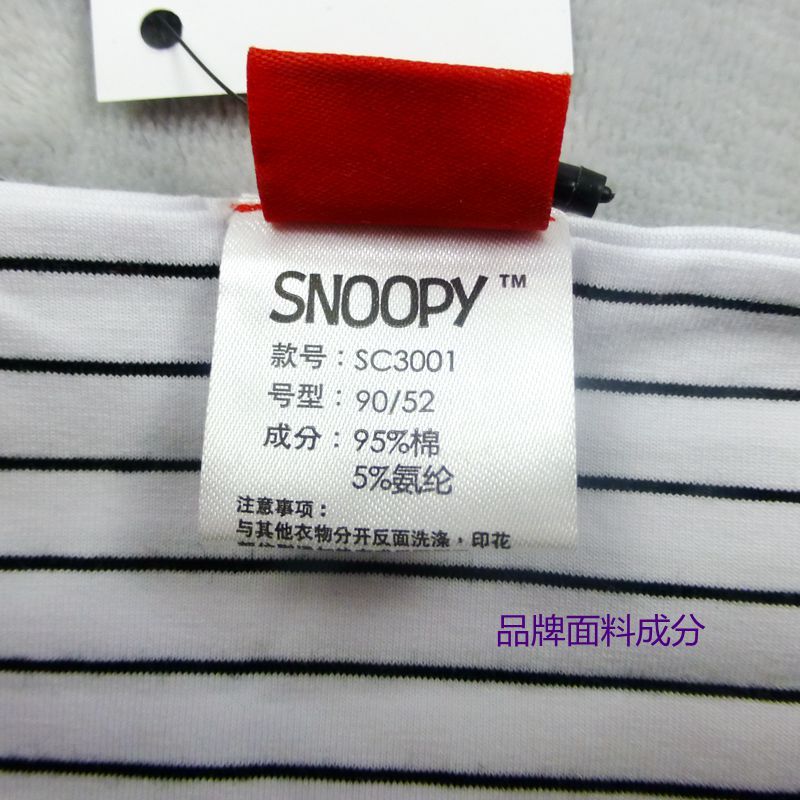 SNOOPY™
款号：SC3001
号型：90/52
成分：95%棉
5%氨纶
注意事项：
与其他衣物分开反面洗涤，印花
品牌面料成分